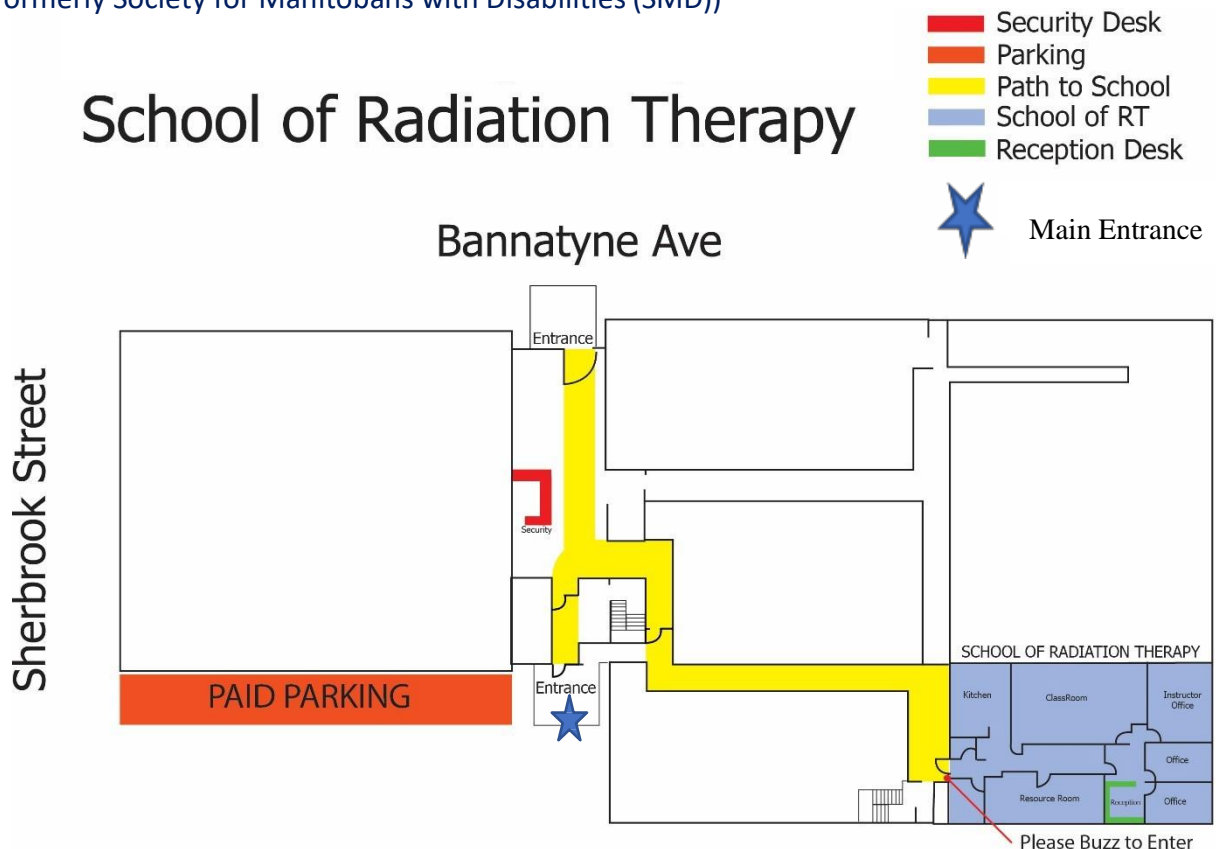 ormerly Society for Manitobans with Disabilities (SMD))
Security Desk
Parking
Path to School
School of RT
Reception Desk
Main Entrance
School of Radiation Therapy
Bannatyne Ave
Sherbrook Street
Entrance
Security
PAID PARKING
Entrance
SCHOOL OF RADIATION THERAPY
Kitchen
ClassRoom
Instructor
Office
Office
Resource Room
Reception
Office
Please Buzz to Enter